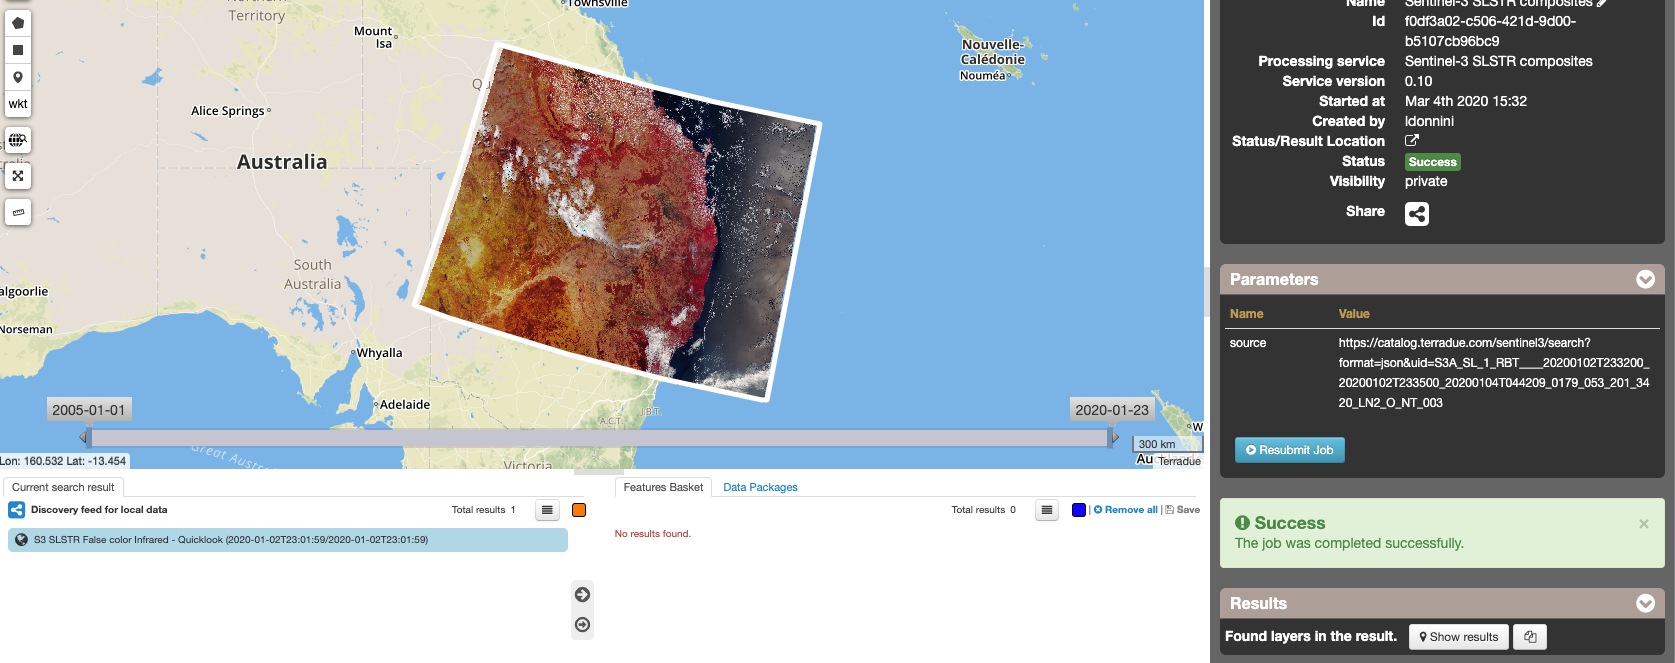 Northern
Territory
Townsville
Mount
Isa
wkt
Alice Springs
Australia
Nouvelle-
Calédonie
Nouméa
South
Australia
Norseman
Whyalla
Adelaide
A.C.T.
J.B.T.
Victoria
2005-01-01
2020-01-23
300 km
Terradue
Lon: 160.532 Lat: -13.454
Current search result
Discovery feed for local data
Total results 1
S3 SLSTR False color Infrared - Quicklook (2020-01-02T23:01:59/2020-01-02T23:01:59)
Features Basket
Data Packages
Total results 0
| Remove all | Save
No results found.
Name Sentinel-3 SLSTR composites
Id f0df3a02-c506-421d-9d00-
b5107cb96bc9
Processing service Sentinel-3 SLSTR composites
Service version 0.10
Started at Mar 4th 2020 15:32
Created by ldonnini
Status/Result Location
Status Success
Visibility private
Share
Parameters
Name Value
source https://catalog.terradue.com/sentinel3/search?
format=json&uid=S3A_SL_1_RBT____20200102T233200_
20200102T233500_20200104T044209_0179_053_201_34
20_LN2_O_NT_003
Resubmit Job
Success ×
The job was completed successfully.
Results
Found layers in the result. Show results